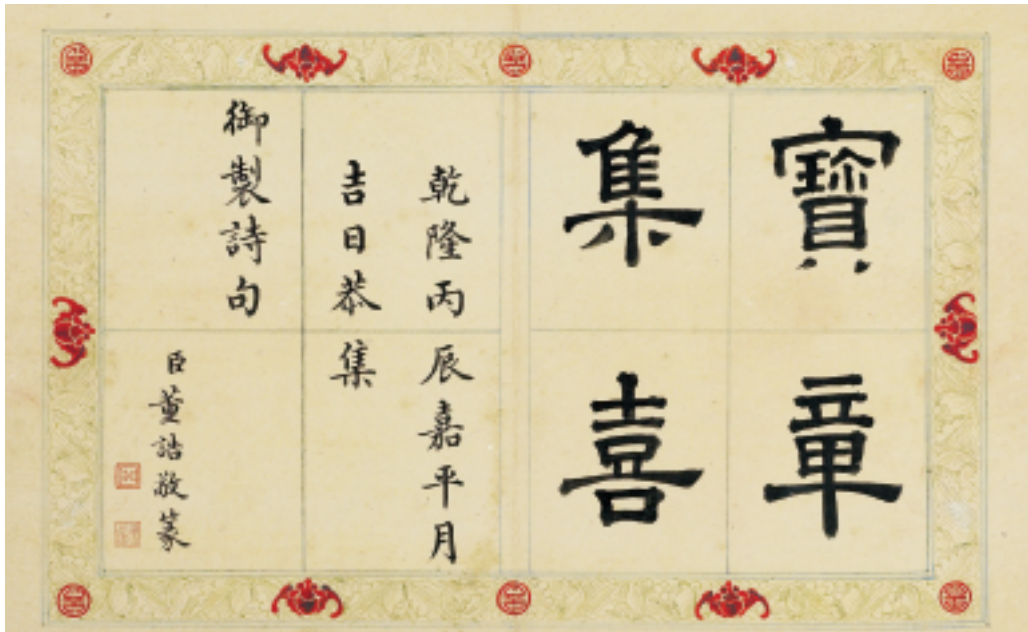 寶章
集喜
乾隆丙辰嘉平月
吉日恭集
御製詩句
臣董誥敬篆